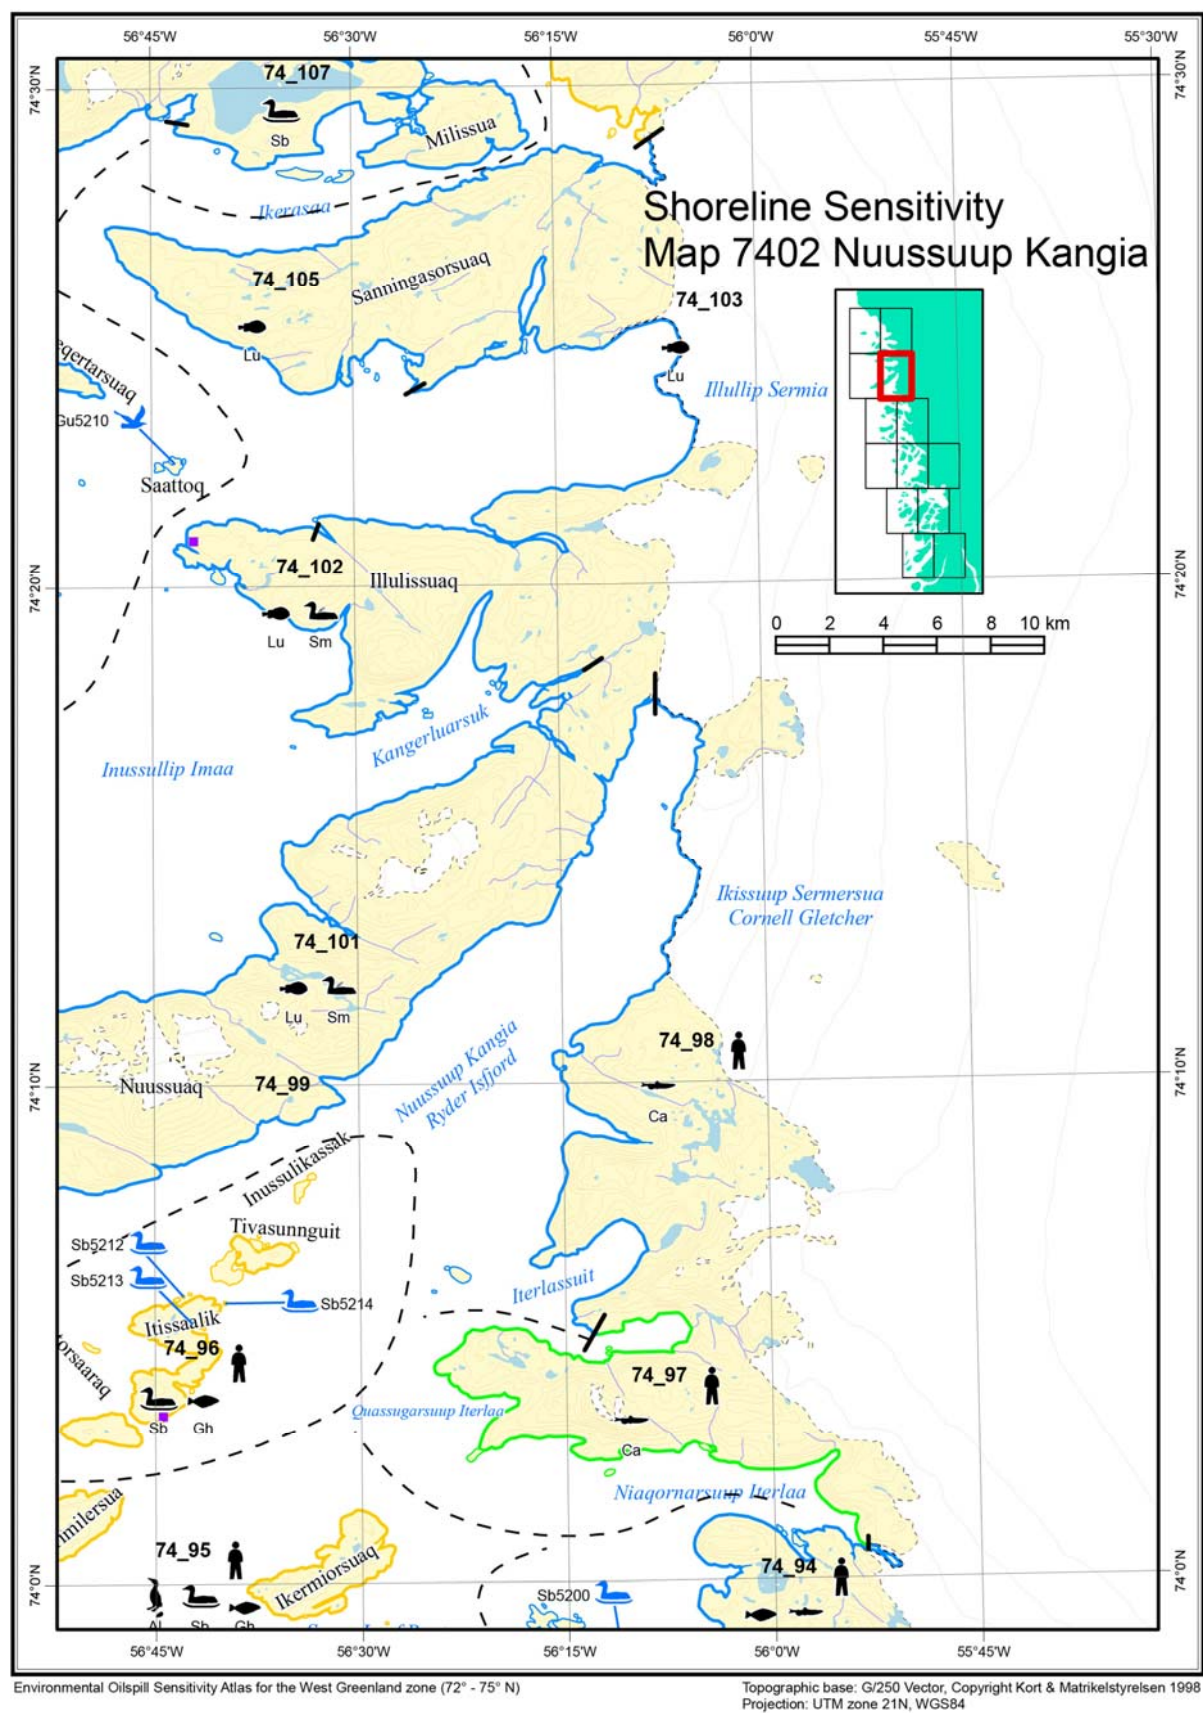 56°45'W 56°30'W 56°15'W 56°0'W 55°45'W 55°30'W
74°30'N 74°30'N
74_107
Sb
Milissua
Ikerasaa
Shoreline Sensitivity
Map 7402 Nuussuup Kangia
74_105
Sanningasorsuaq
Lu
74_103
Lu
Illullip Sermia
eqertarsuaq
Gu5210
Saattoq
74_102
Illulissuaq
Lu Sm
74°20'N 74°20'N
0 2 4 6 8 10 km
Kangerluarsuk
Inussullip Imaa
Ikissuup Sermersua
Cornell Gletcher
74_101
Lu Sm
74_98
Ca
Nuussuup Kangia
Ryder Isfjord
74°10'N 74°10'N
Nuussuaq
74_99
Inussulikassak
Tivasunnguit
Sb5212
Sb5213
Sb5214
Iterlassuit
Itissaalik
74_96
orsaaraq
Sb Gh
74_97
Ca
Quassugarsuup Iterlaa
Niaqornarsuup Iterlaa
milersua
74_95
Ikermiorsuaq
74_94
Sb5200
Al Sb Gh
74°0'N 74°0'N
56°45'W 56°30'W 56°15'W 56°0'W 55°45'W
Environmental Oilspill Sensitivity Atlas for the West Greenland zone (72° - 75° N)
Topographic base: G/250 Vector, Copyright Kort & Matrikelstyrelsen 1998
Projection: UTM zone 21N, WGS84